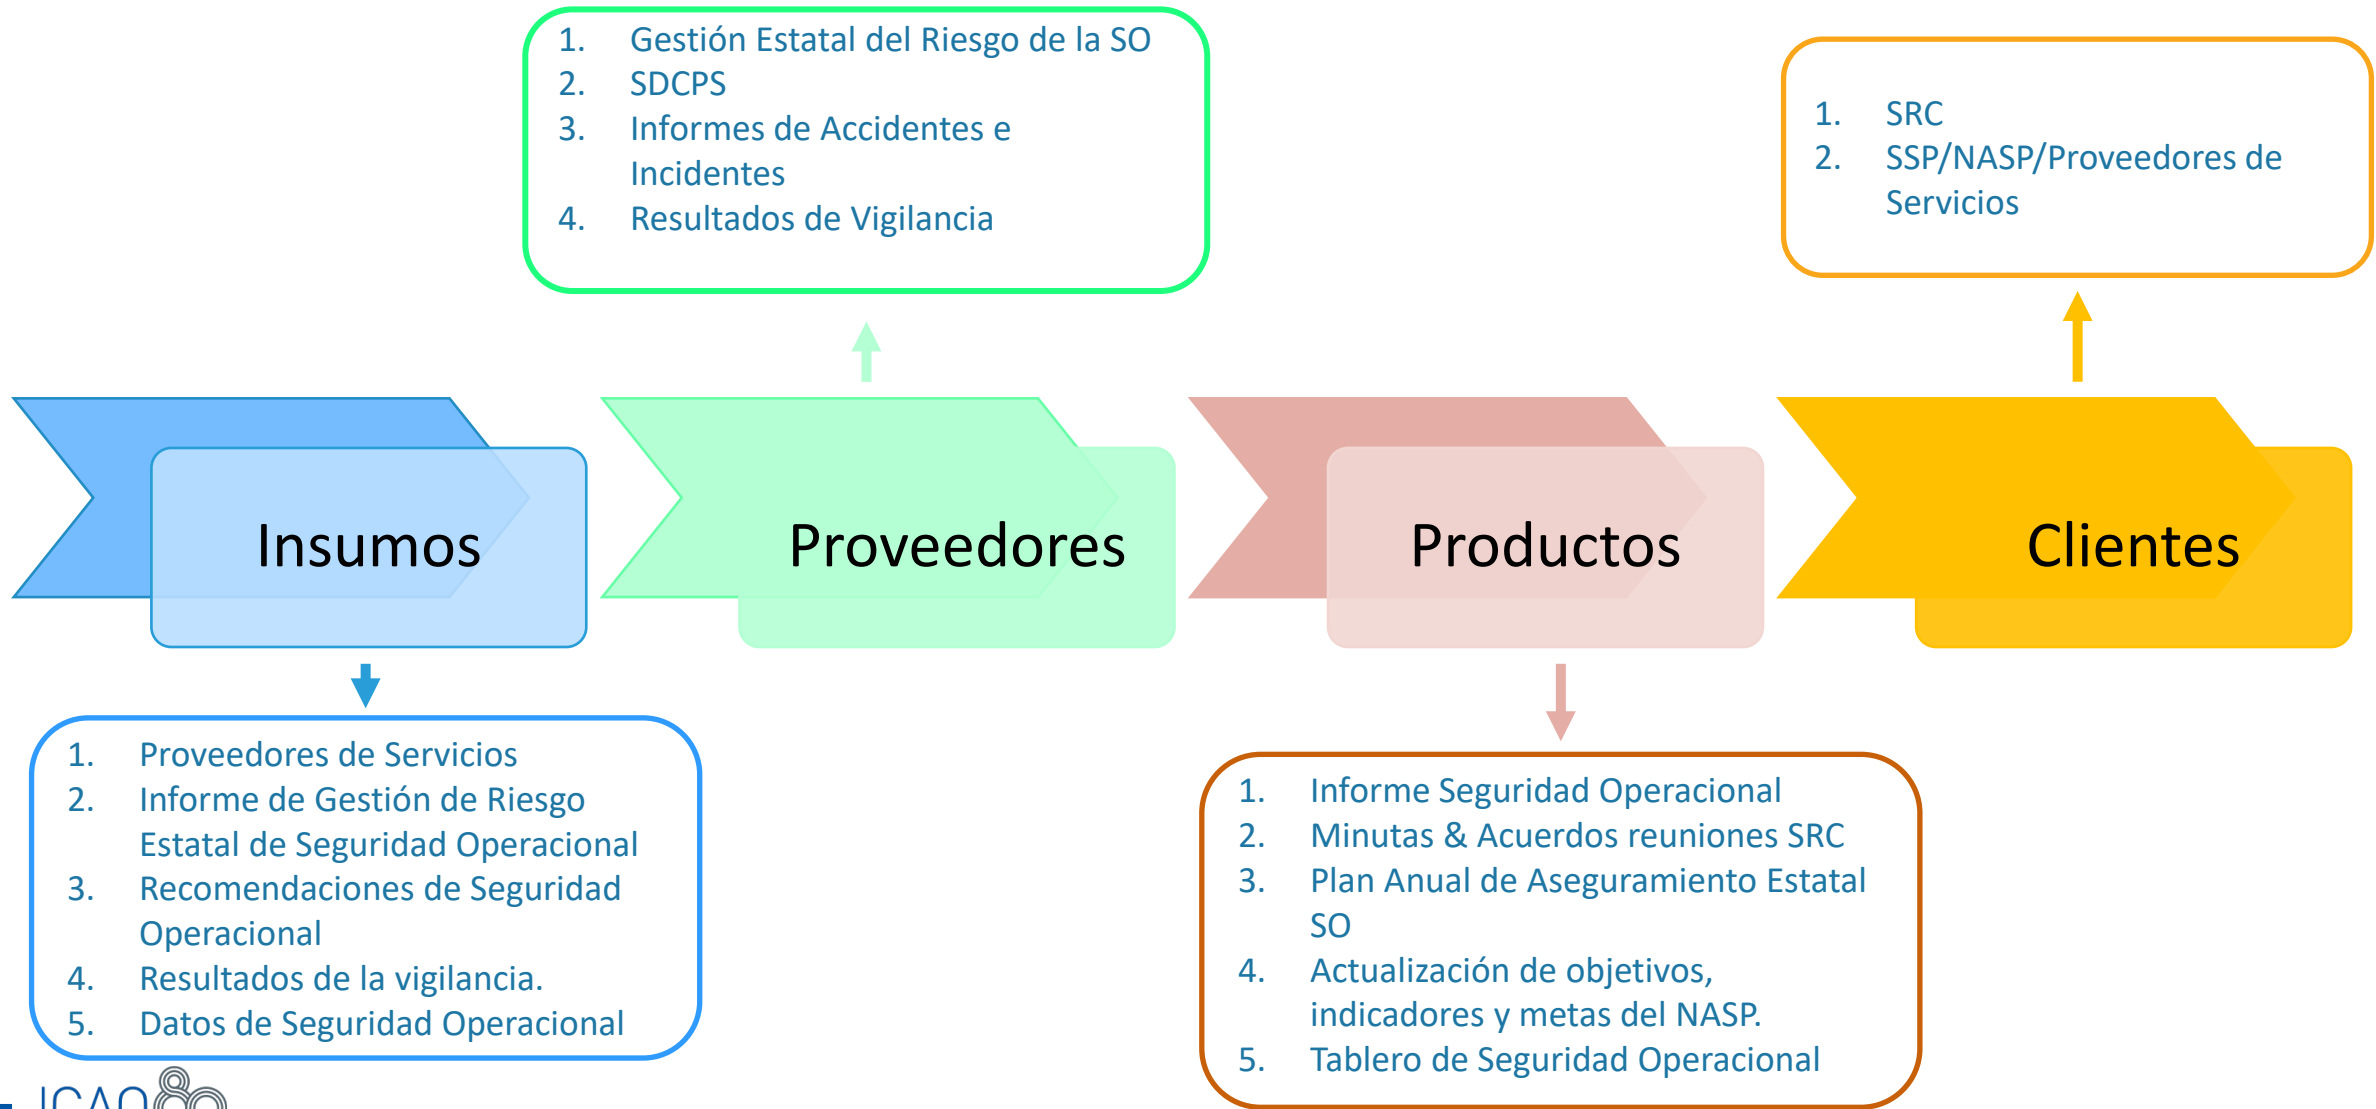 1. Gestión Estatal del Riesgo de la SO
2. SDCPS
3. Informes de Accidentes e
Incidentes
4. Resultados de Vigilancia
1. SRC
2. SSP/NASP/Proveedores de
Servicios
Insumos
Proveedores
Productos
Clientes
1. Proveedores de Servicios
2. Informe de Gestión de Riesgo
Estatal de Seguridad Operacional
3. Recomendaciones de Seguridad
Operacional
4. Resultados de la vigilancia.
5. Datos de Seguridad Operacional
1. Informe Seguridad Operacional
2. Minutas & Acuerdos reuniones SRC
3. Plan Anual de Aseguramiento Estatal
SO
4. Actualización de objetivos,
indicadores y metas del NASP.
5. Tablero de Seguridad Operacional
ICAO